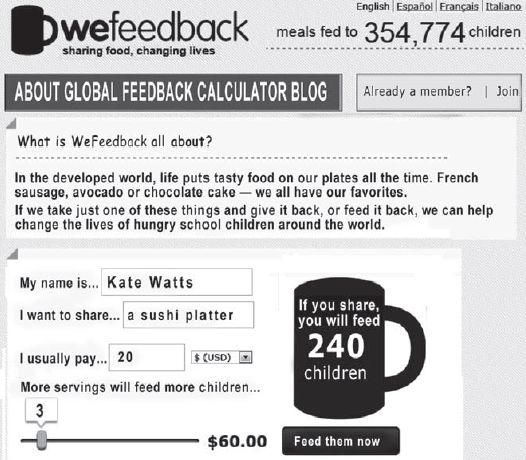 English | Español | Français | Italiano
wefeedback
sharing food, changing lives
meals fed to 354,774 children
ABOUT GLOBAL FEEDBACK CALCULATOR BLOG
Already a member? | Join
What is WeFeedback all about?
In the developed world, life puts tasty food on our plates all the time. French
sausage, avocado or chocolate cake — we all have our favorites.
If we take just one of these things and give it back, or feed it back, we can help
change the lives of hungry school children around the world.
My name is... Kate Watts
I want to share... a sushi platter
I usually pay... 20 $ (USD)
More servings will feed more children...
3
$60.00
If you share,
you will feed
240
children
Feed them now